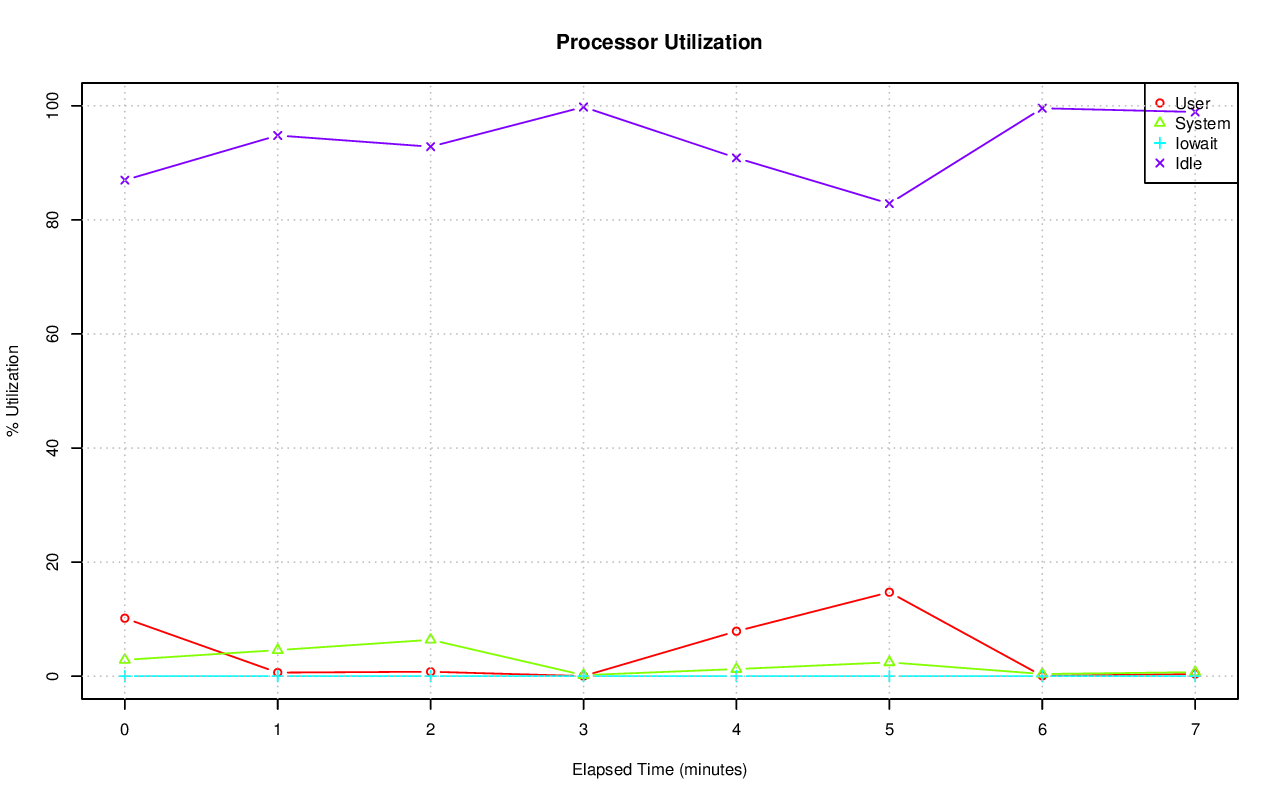 Processor Utilization
% Utilization
100
80
60
40
20
0
User
System
Iowait
Idle
0 1 2 3 4 5 6 7
Elapsed Time (minutes)